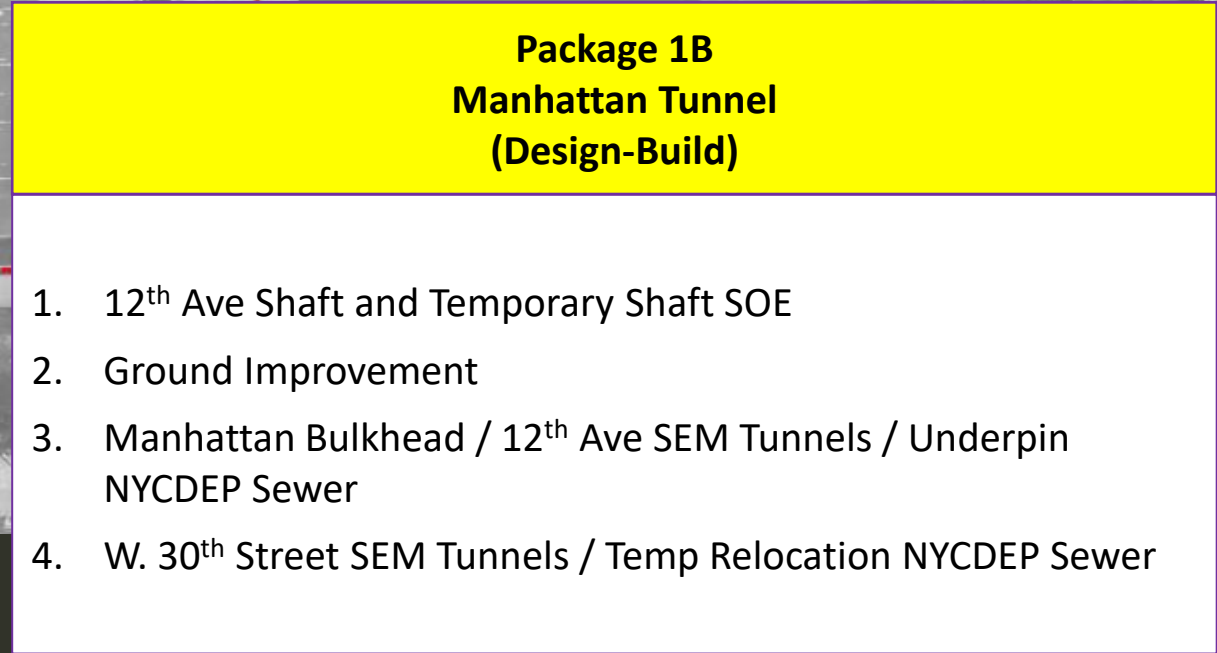 Package 1B
Manhattan Tunnel
(Design-Build)
1. 12th Ave Shaft and Temporary Shaft SOE
2. Ground Improvement
3. Manhattan Bulkhead / 12th Ave SEM Tunnels / Underpin
NYCDEP Sewer
4. W. 30th Street SEM Tunnels / Temp Relocation NYCDEP Sewer